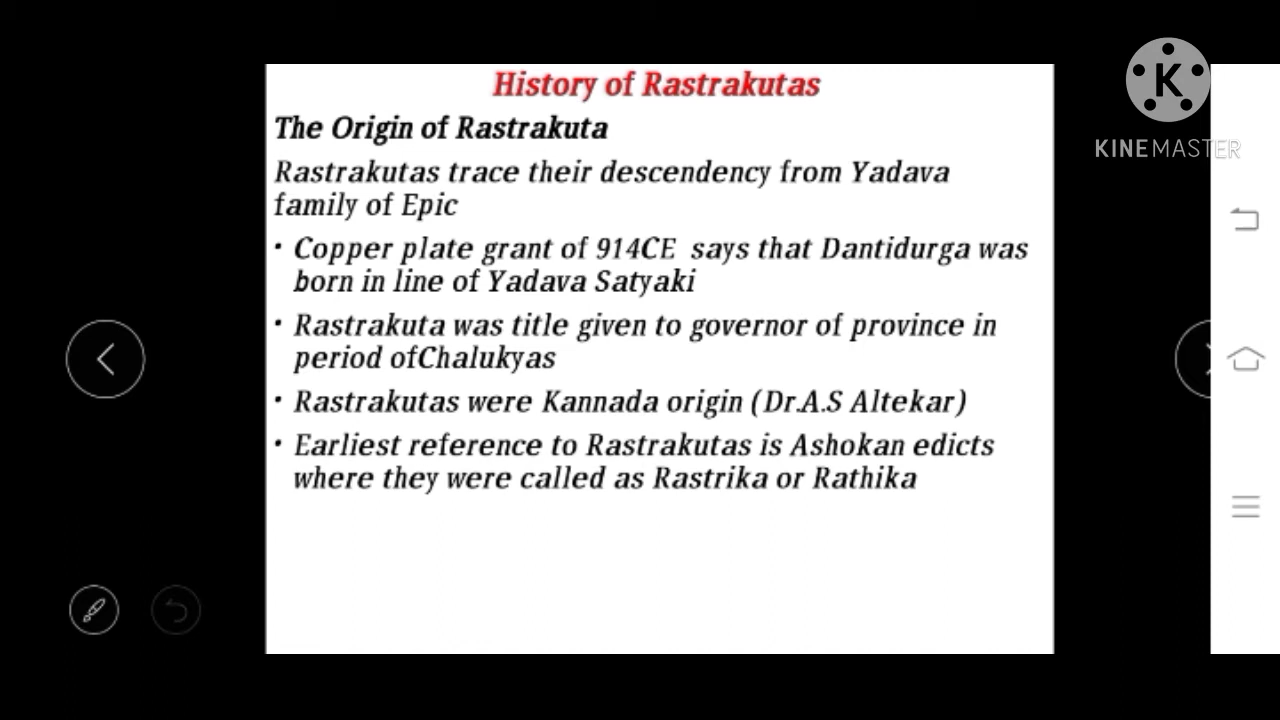 History of Rastrakutas
KINEMASTER
The Origin of Rastrakuta
Rastrakutas trace their descendency from Yadava
family of Epic
• Copper plate grant of 914CE says that Dantidurga was
born in line of Yadava Satyaki
• Rastrakuta was title given to governor of province in
period ofChalukyas
• Rastrakutas were Kannada origin (Dr.A.S Altekar)
• Earliest reference to Rastrakutas is Ashokan edicts
where they were called as Rastrika or Rathika